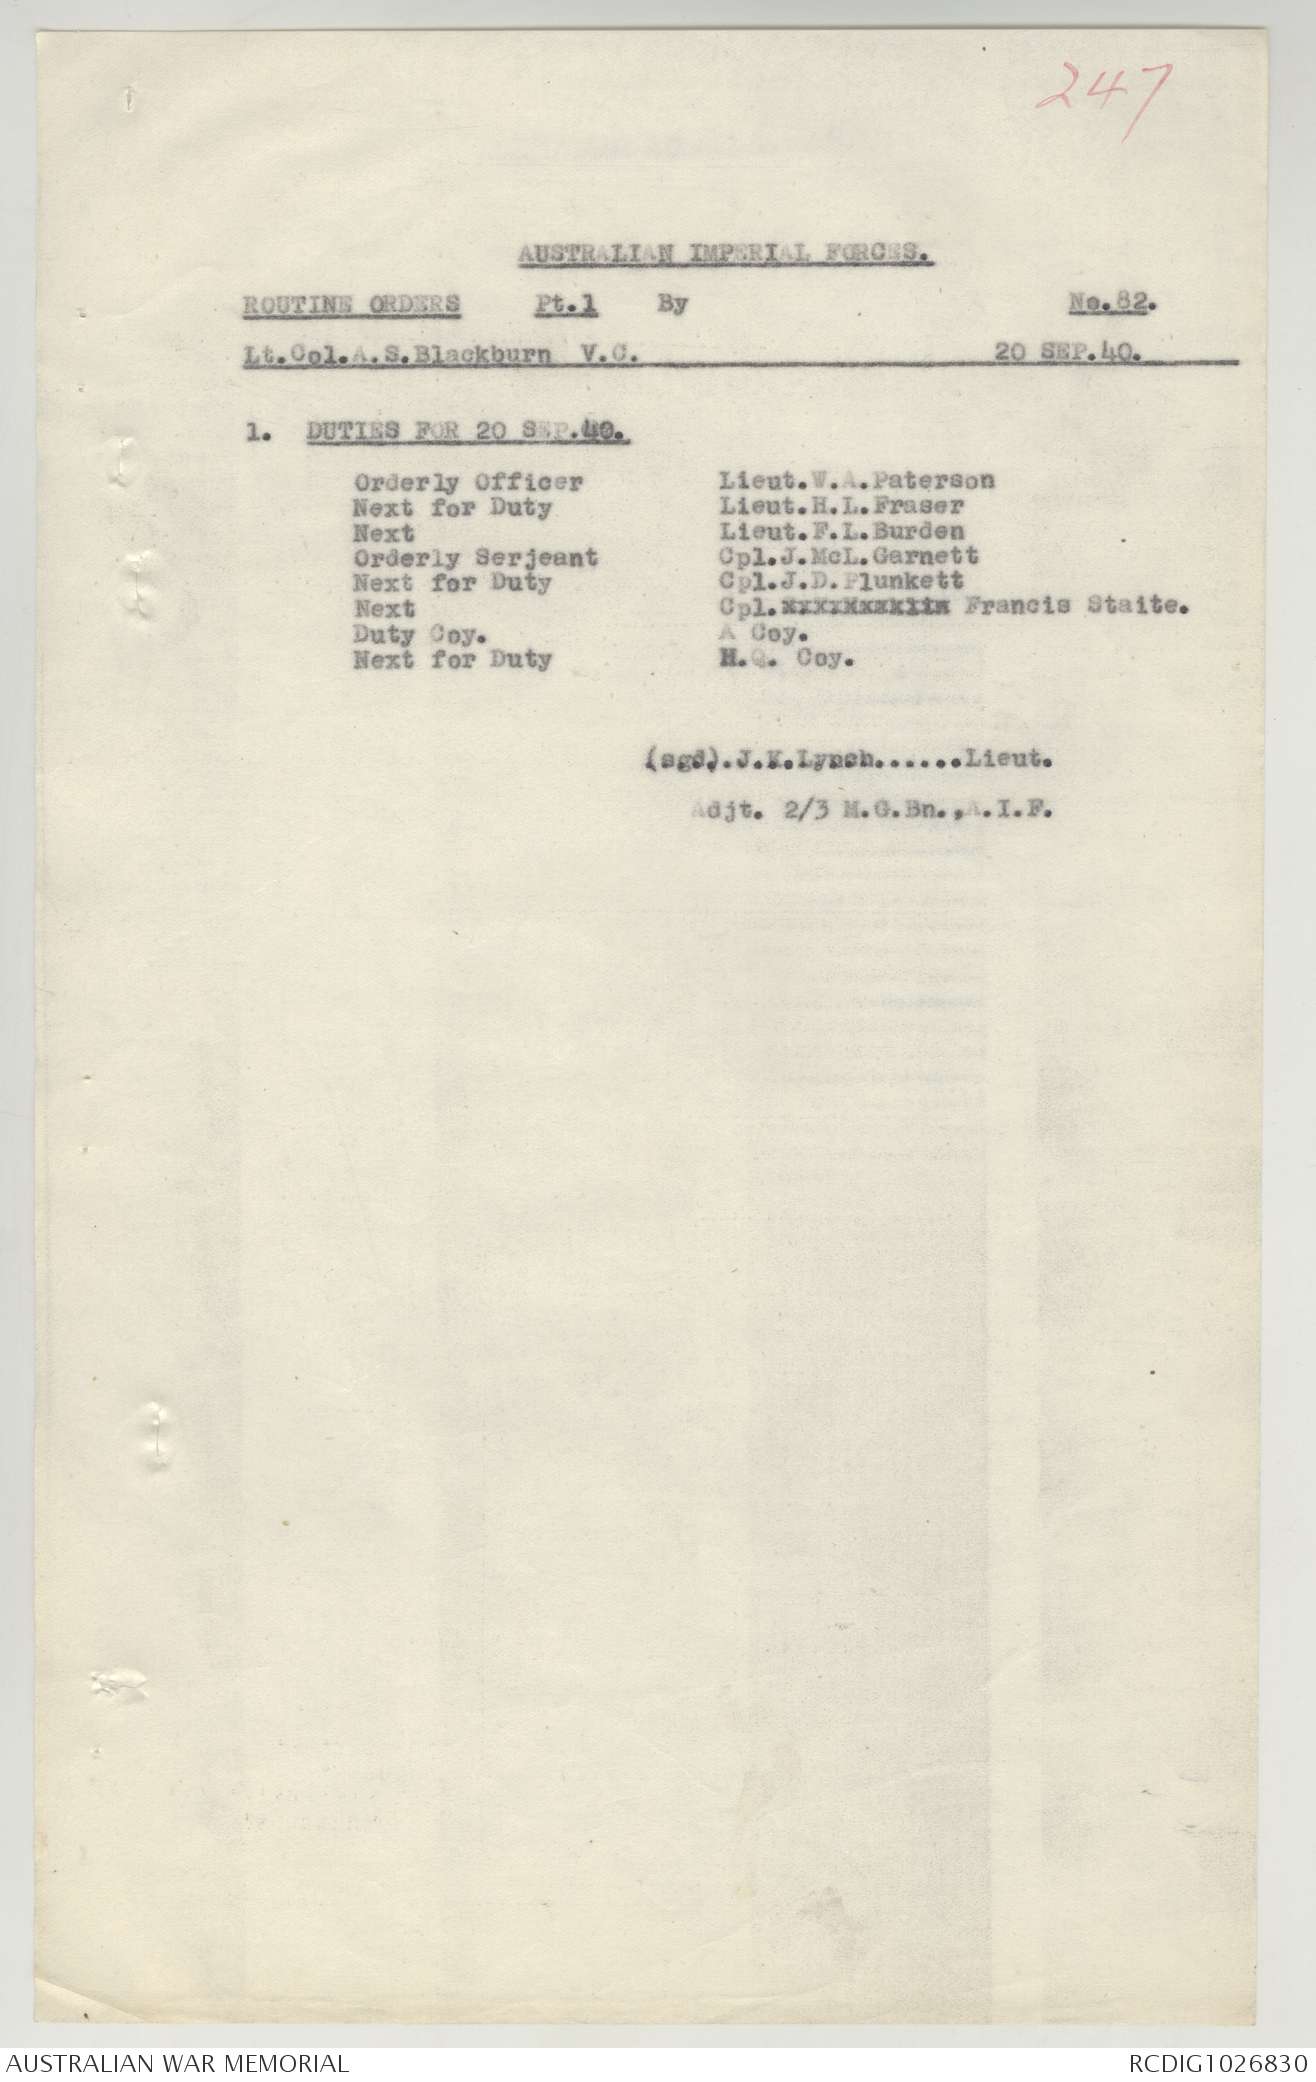 247
AUSTRALIAN IMPERIAL FORCES.
ROUTINE ORDERS Pt.1 By No.82.
Lt.Col.A.S.Blackburn V.C. 20 SEP.40.
1. DUTIES FOR 20 SEP.40.
Orderly Officer Lieut.W.A.Paterson
Next for Duty Lieut.H.L.Fraser
Next Lieut.F.L.Burden
Orderly Serjeant Cpl.J.McL.Garnett
Next for Duty Cpl.J.D.Plunkett
Next Cpl. Francis Staite.
Duty Coy. A Coy.
Next for Duty H.Q. Coy.
(sgd).J.K.Lynch......Lieut.
Adjt. 2/3 M.G.Bn.,A.I.F.
AUSTRALIAN WAR MEMORIAL RCDIG1026830